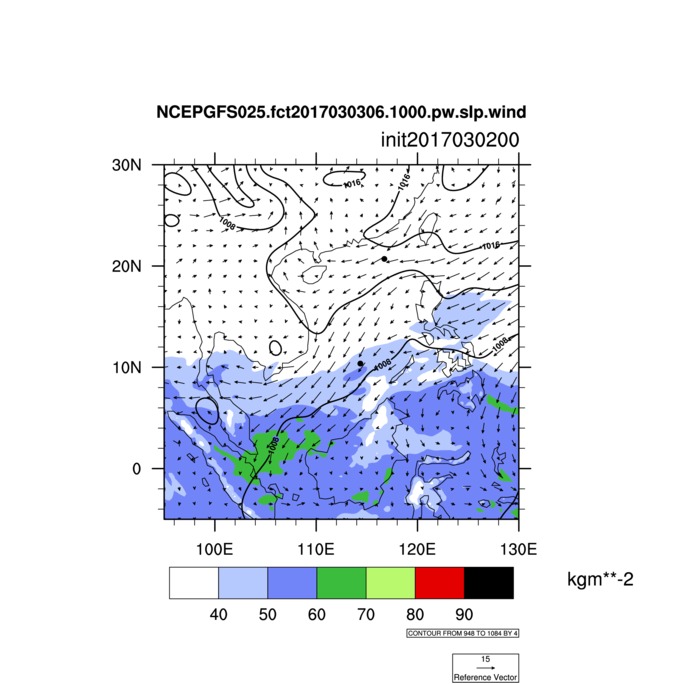 NCEPGFS025.fct2017030306.1000.pw.slp.wind
init2017030200
30N
20N
10N
0
1016
1016
1008
1016
1008
1008
1008
100E 110E 120E 130E
40 50 60 70 80 90
kgm**-2
CONTOUR FROM 948 TO 1084 BY 4
15
Reference Vector